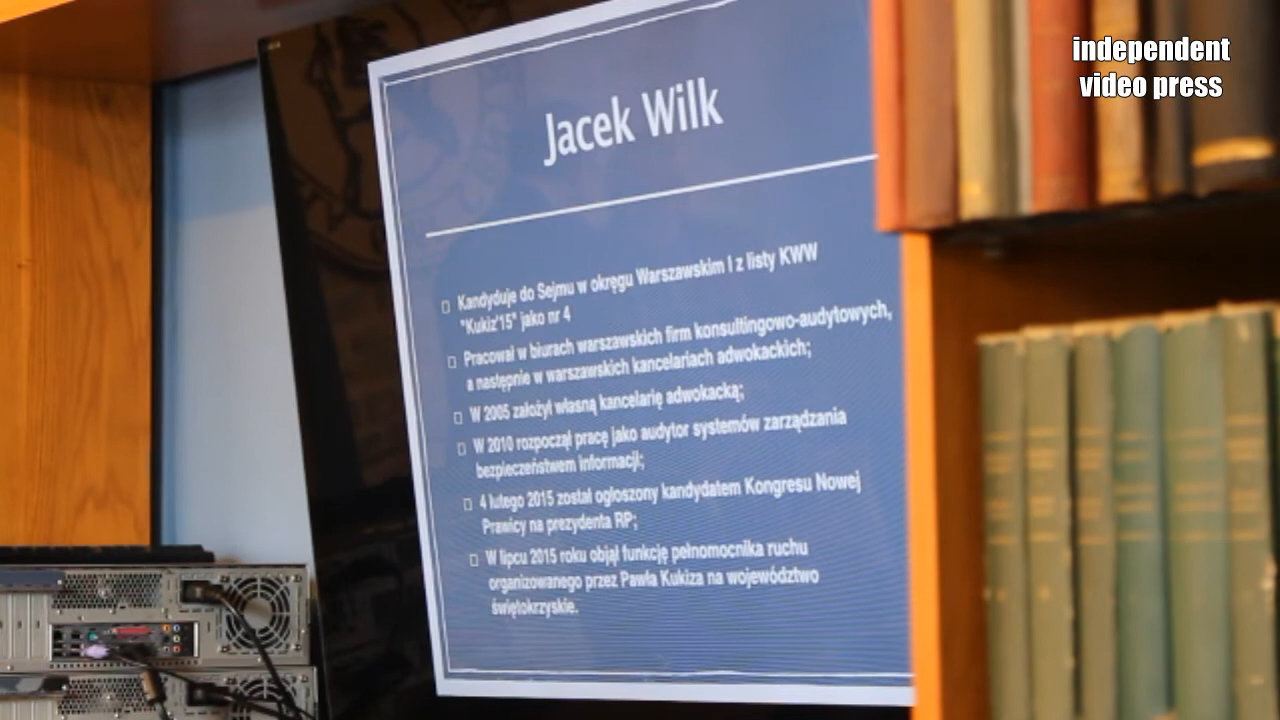 independent
video press
Jacek Wilk
Kandyduje do Sejmu w okręgu Warszawskim I z listy KWW
"Kukiz'15" jako nr 4
Pracował w biurach warszawskich firm konsultingowo-audytowych,
a następnie w warszawskich kancelariach adwokackich;
W 2005 założył własną kancelarię adwokacką;
W 2010 rozpoczął pracę jako audytor systemów zarządzania
bezpieczeństwem informacji;
4 lutego 2015 został ogłoszony kandydatem Kongresu Nowej
Prawicy na prezydenta RP;
W lipcu 2015 roku objął funkcję pełnomocnika ruchu
organizowanego przez Pawła Kukiza na województwo
świętokrzyskie.